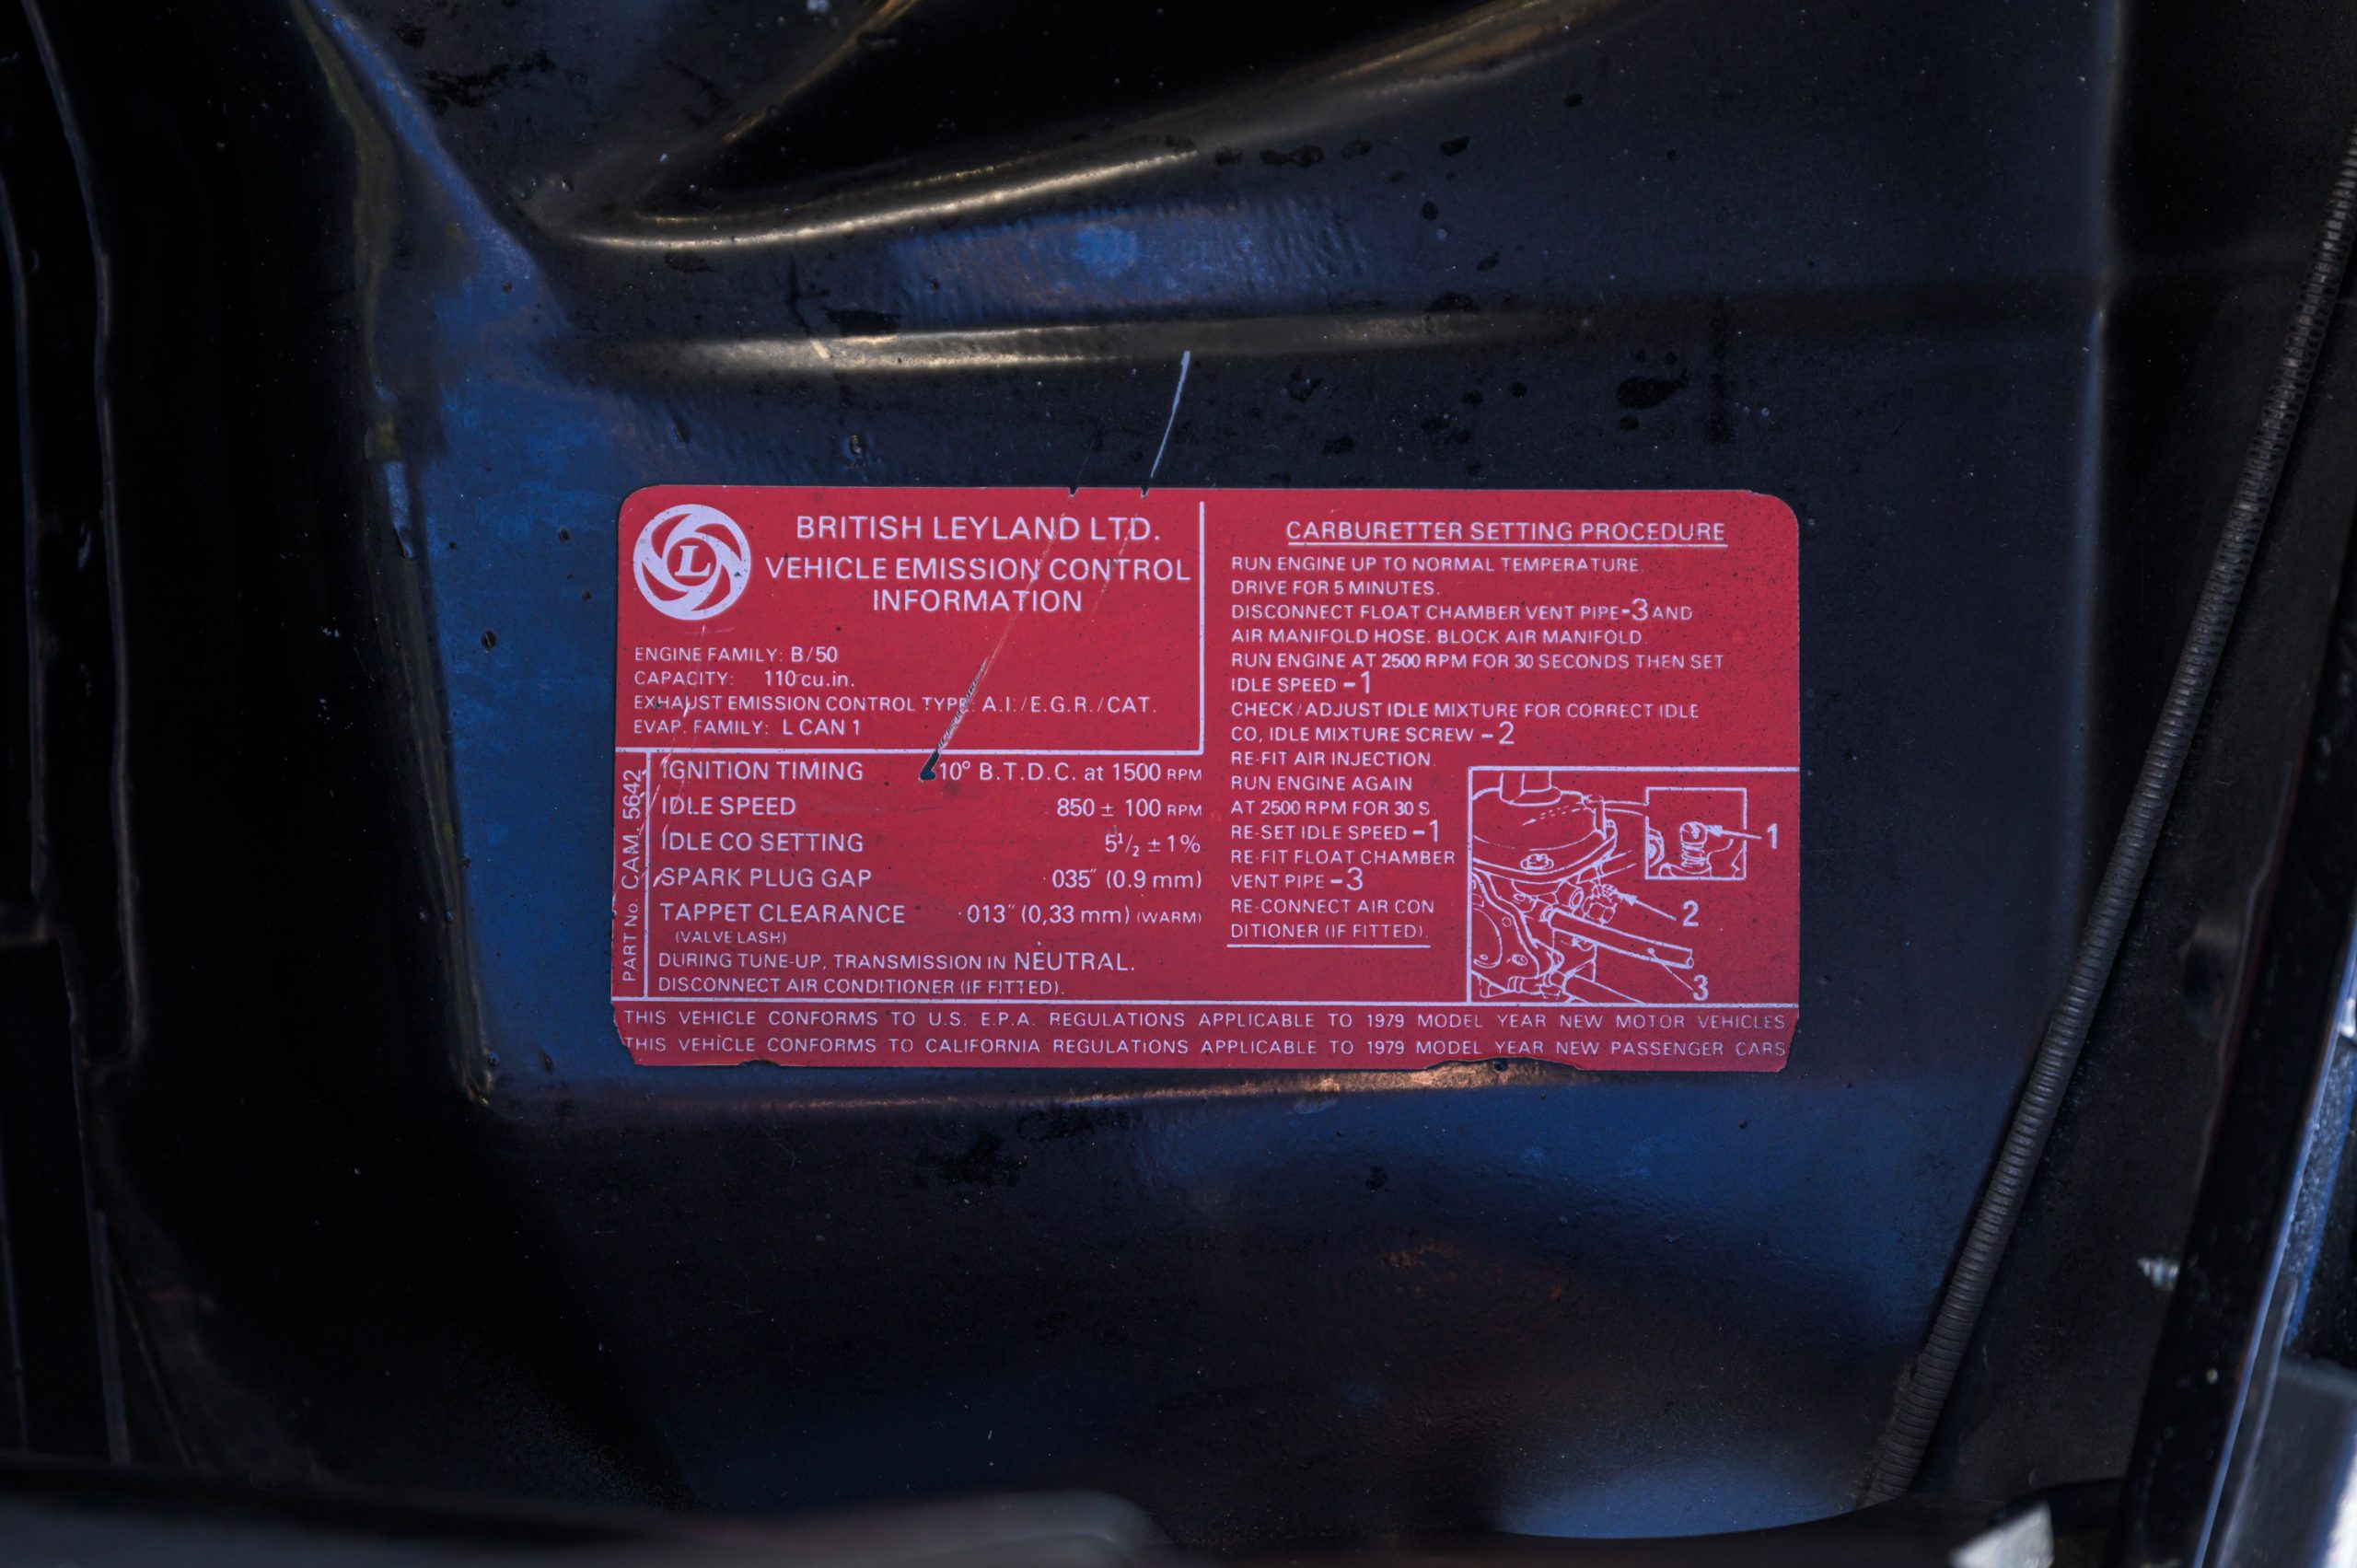 L
BRITISH LEYLAND LTD.
VEHICLE EMISSION CONTROL
INFORMATION
ENGINE FAMILY: B/50
CAPACITY: 110 cu.in.
EXHAUST EMISSION CONTROL TYPE: A.I./E.G.R./CAT.
EVAP. FAMILY: L CAN 1
PART No. CAM. 5642
IGNITION TIMING 10° B.T.D.C. at 1500 RPM
IDLE SPEED 850 ± 100 RPM
IDLE CO SETTING 5½ ± 1%
SPARK PLUG GAP ·035" (0.9 mm)
TAPPET CLEARANCE ·013" (0,33 mm) (WARM)
(VALVE LASH)
DURING TUNE-UP, TRANSMISSION IN NEUTRAL.
DISCONNECT AIR CONDITIONER (IF FITTED).
CARBURETTER SETTING PROCEDURE
RUN ENGINE UP TO NORMAL TEMPERATURE.
DRIVE FOR 5 MINUTES.
DISCONNECT FLOAT CHAMBER VENT PIPE-3 AND
AIR MANIFOLD HOSE. BLOCK AIR MANIFOLD.
RUN ENGINE AT 2500 RPM FOR 30 SECONDS THEN SET
IDLE SPEED -1
CHECK/ADJUST IDLE MIXTURE FOR CORRECT IDLE
CO, IDLE MIXTURE SCREW -2
RE-FIT AIR INJECTION.
RUN ENGINE AGAIN
AT 2500 RPM FOR 30 S.
RE-SET IDLE SPEED -1
RE-FIT FLOAT CHAMBER
VENT PIPE -3
RE-CONNECT AIR CON
DITIONER (IF FITTED).
1
2
3
THIS VEHICLE CONFORMS TO U.S. E.P.A. REGULATIONS APPLICABLE TO 1979 MODEL YEAR NEW MOTOR VEHICLES
THIS VEHICLE CONFORMS TO CALIFORNIA REGULATIONS APPLICABLE TO 1979 MODEL YEAR NEW PASSENGER CARS